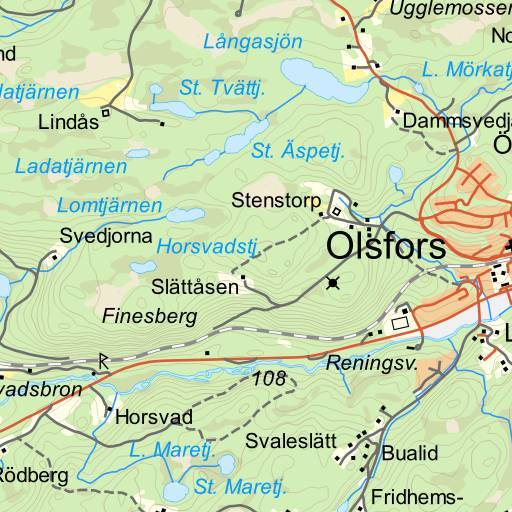 Ugglemossen
Långasjön
nd
L. Mörkatj
St. Tvättj.
latjärnen
Lindås
Dammsvedja
St. Äspetj.
Ladatjärnen
Stenstorp
Lomtjärnen
Svedjorna
Horsvadstj
Olsfors
Slättåsen
Finesberg
Reningsv.
108
vadsbron
Horsvad
Svaleslätt
L. Maretj.
Bualid
Rödberg
St. Maretj.
Fridhems-